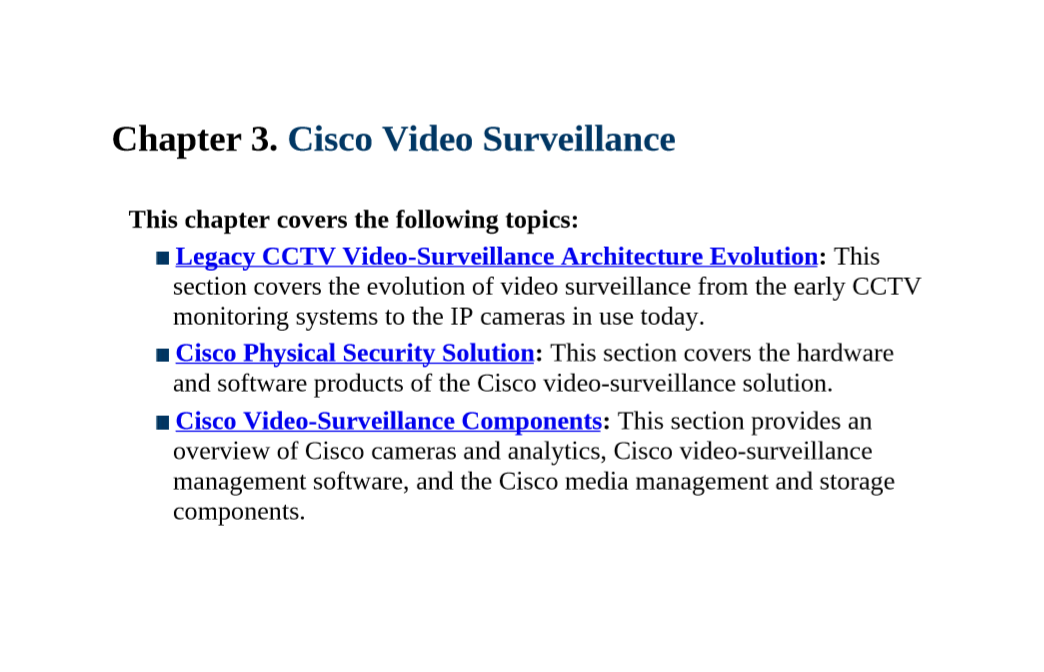 Chapter 3. Cisco Video Surveillance
This chapter covers the following topics:
■ Legacy CCTV Video-Surveillance Architecture Evolution: This
section covers the evolution of video surveillance from the early CCTV
monitoring systems to the IP cameras in use today.
■ Cisco Physical Security Solution: This section covers the hardware
and software products of the Cisco video-surveillance solution.
■ Cisco Video-Surveillance Components: This section provides an
overview of Cisco cameras and analytics, Cisco video-surveillance
management software, and the Cisco media management and storage
components.